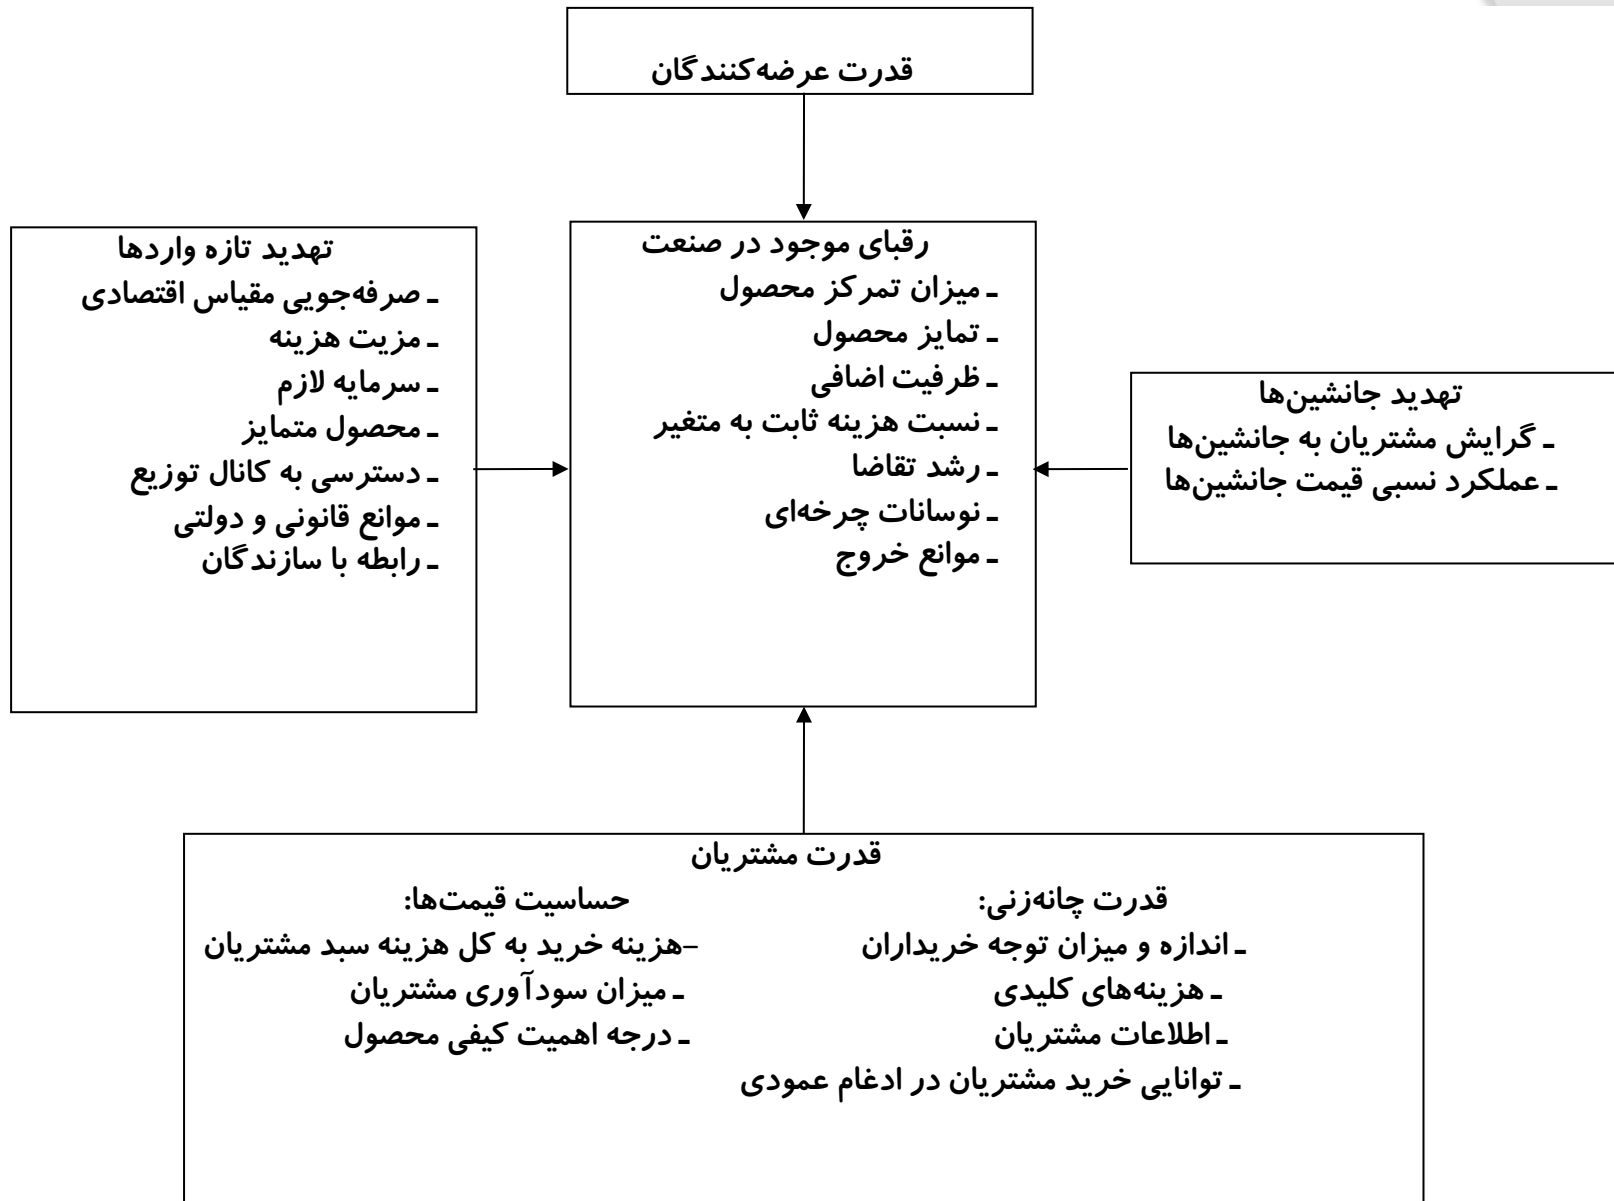 قدرت عرضه‌کنندگان
تهدید تازه واردها
ـ صرفه‌جویی مقیاس اقتصادی
ـ مزیت هزینه
ـ سرمایه لازم
ـ محصول متمایز
ـ دسترسی به کانال توزیع
ـ موانع قانونی و دولتی
ـ رابطه با سازندگان
رقبای موجود در صنعت
ـ میزان تمرکز محصول
ـ تمایز محصول
ـ ظرفیت اضافی
ـ نسبت هزینه ثابت به متغیر
ـ رشد تقاضا
ـ نوسانات چرخه‌ای
ـ موانع خروج
تهدید جانشین‌ها
ـ گرایش مشتریان به جانشین‌ها
ـ عملکرد نسبی قیمت جانشین‌ها
قدرت مشتریان
قدرت چانه‌زنی:
ـ اندازه و میزان توجه خریداران
ـ هزینه‌های کلیدی
ـ اطلاعات مشتریان
ـ توانایی خرید مشتریان در ادغام عمودی
حساسیت قیمت‌ها:
–هزینه خرید به کل هزینه سبد مشتریان
ـ میزان سودآوری مشتریان
ـ درجه اهمیت کیفی محصول